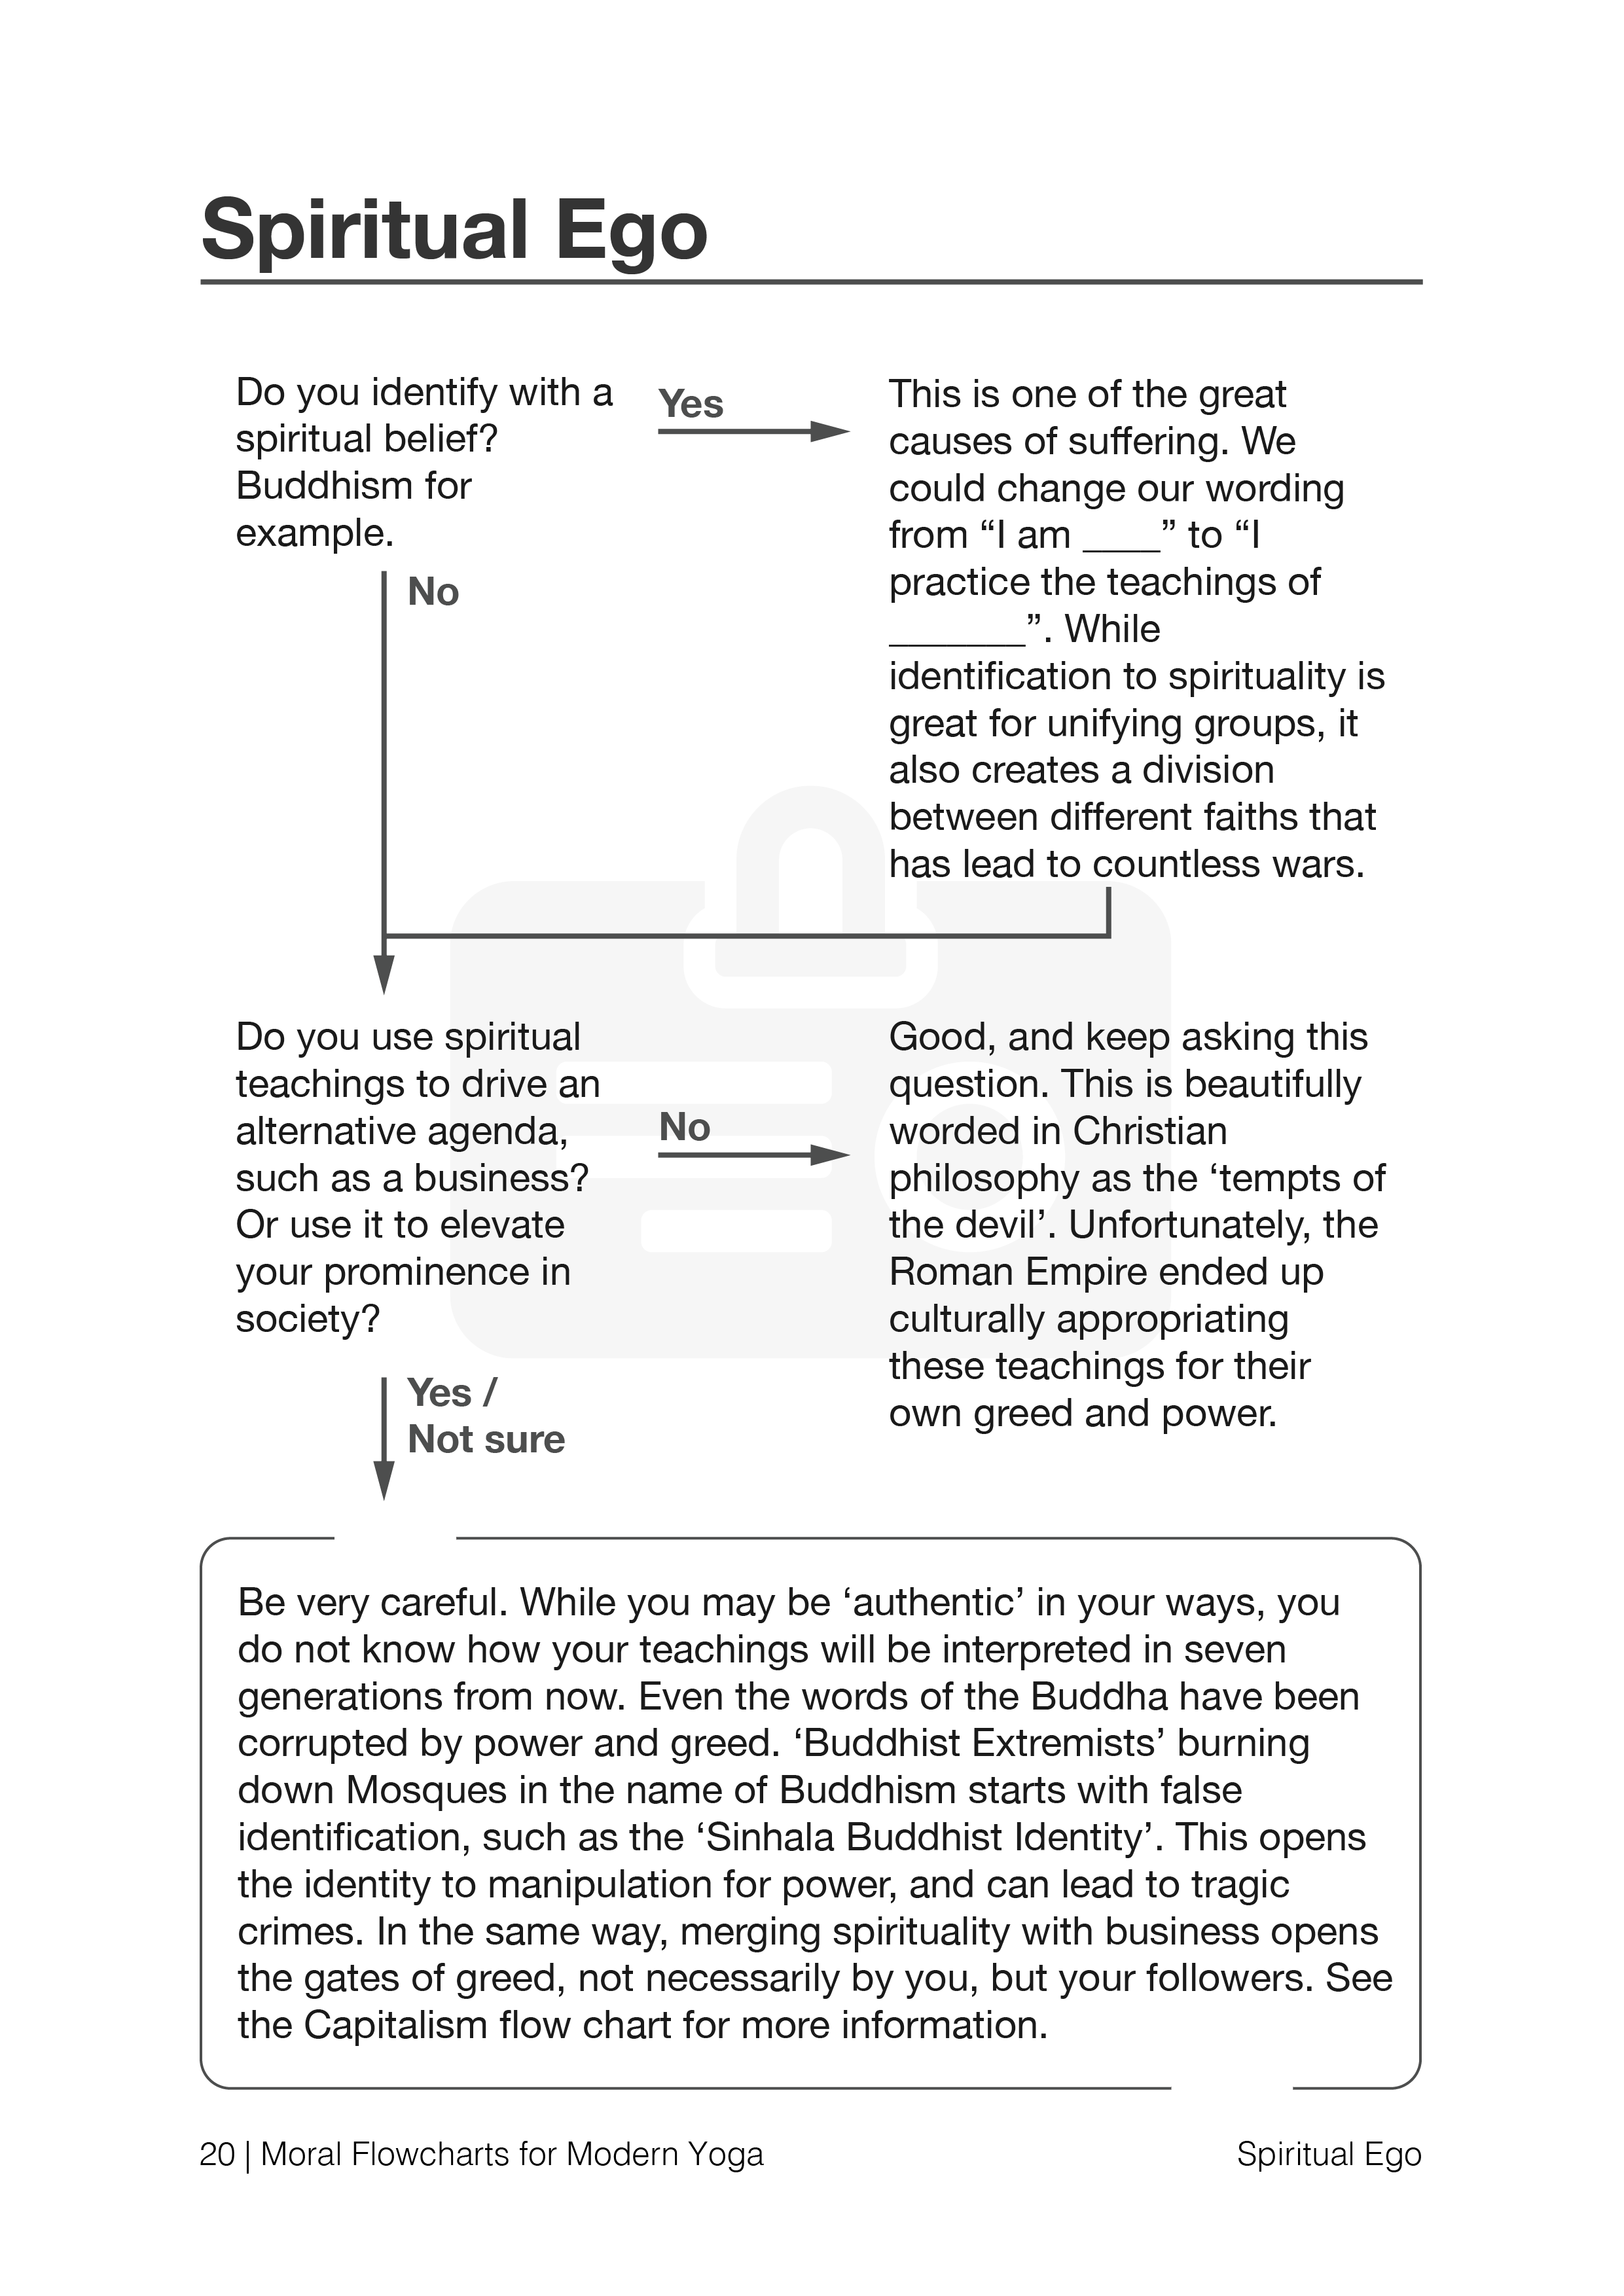 Spiritual Ego
Do you identify with a
spiritual belief?
Buddhism for
example.
Yes
This is one of the great
causes of suffering. We
could change our wording
from “I am ____” to “I
practice the teachings of
_______”. While
identification to spirituality is
great for unifying groups, it
also creates a division
between different faiths that
has lead to countless wars.
No
Do you use spiritual
teachings to drive an
alternative agenda,
such as a business?
Or use it to elevate
your prominence in
society?
No
Good, and keep asking this
question. This is beautifully
worded in Christian
philosophy as the ‘tempts of
the devil’. Unfortunately, the
Roman Empire ended up
culturally appropriating
these teachings for their
own greed and power.
Yes /
Not sure
Be very careful. While you may be ‘authentic’ in your ways, you
do not know how your teachings will be interpreted in seven
generations from now. Even the words of the Buddha have been
corrupted by power and greed. ‘Buddhist Extremists’ burning
down Mosques in the name of Buddhism starts with false
identification, such as the ‘Sinhala Buddhist Identity’. This opens
the identity to manipulation for power, and can lead to tragic
crimes. In the same way, merging spirituality with business opens
the gates of greed, not necessarily by you, but your followers. See
the Capitalism flow chart for more information.
20 | Moral Flowcharts for Modern Yoga
Spiritual Ego